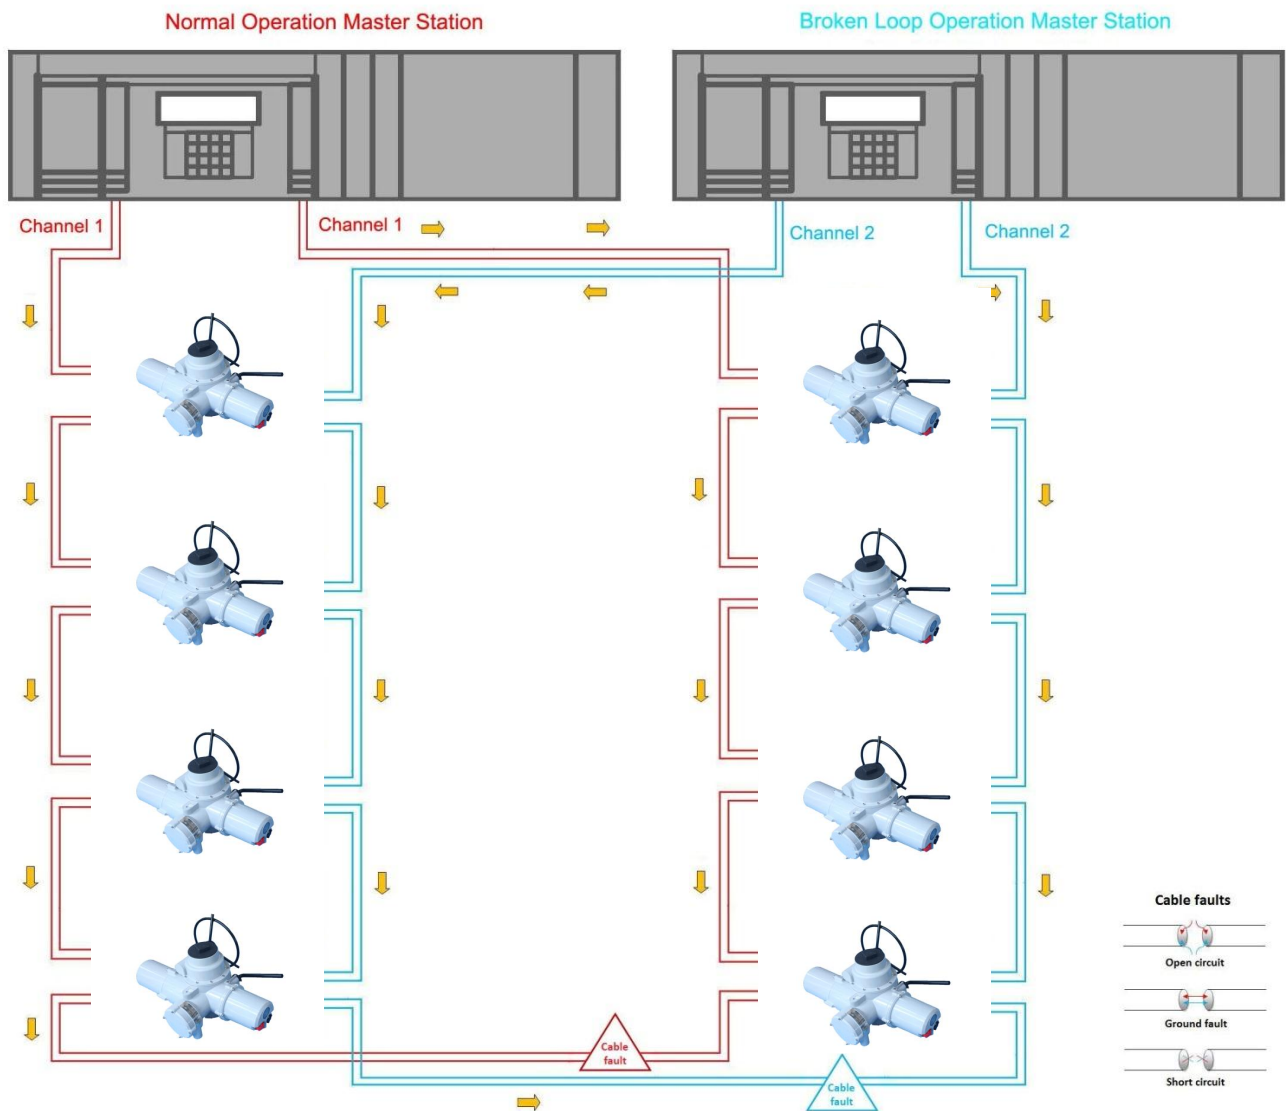 Normal Operation Master Station
Broken Loop Operation Master Station
Channel 1
Channel 1
Channel 2
Channel 2
Cable faults
Open circuit
Ground fault
Short circuit
Cable
fault
Cable
fault